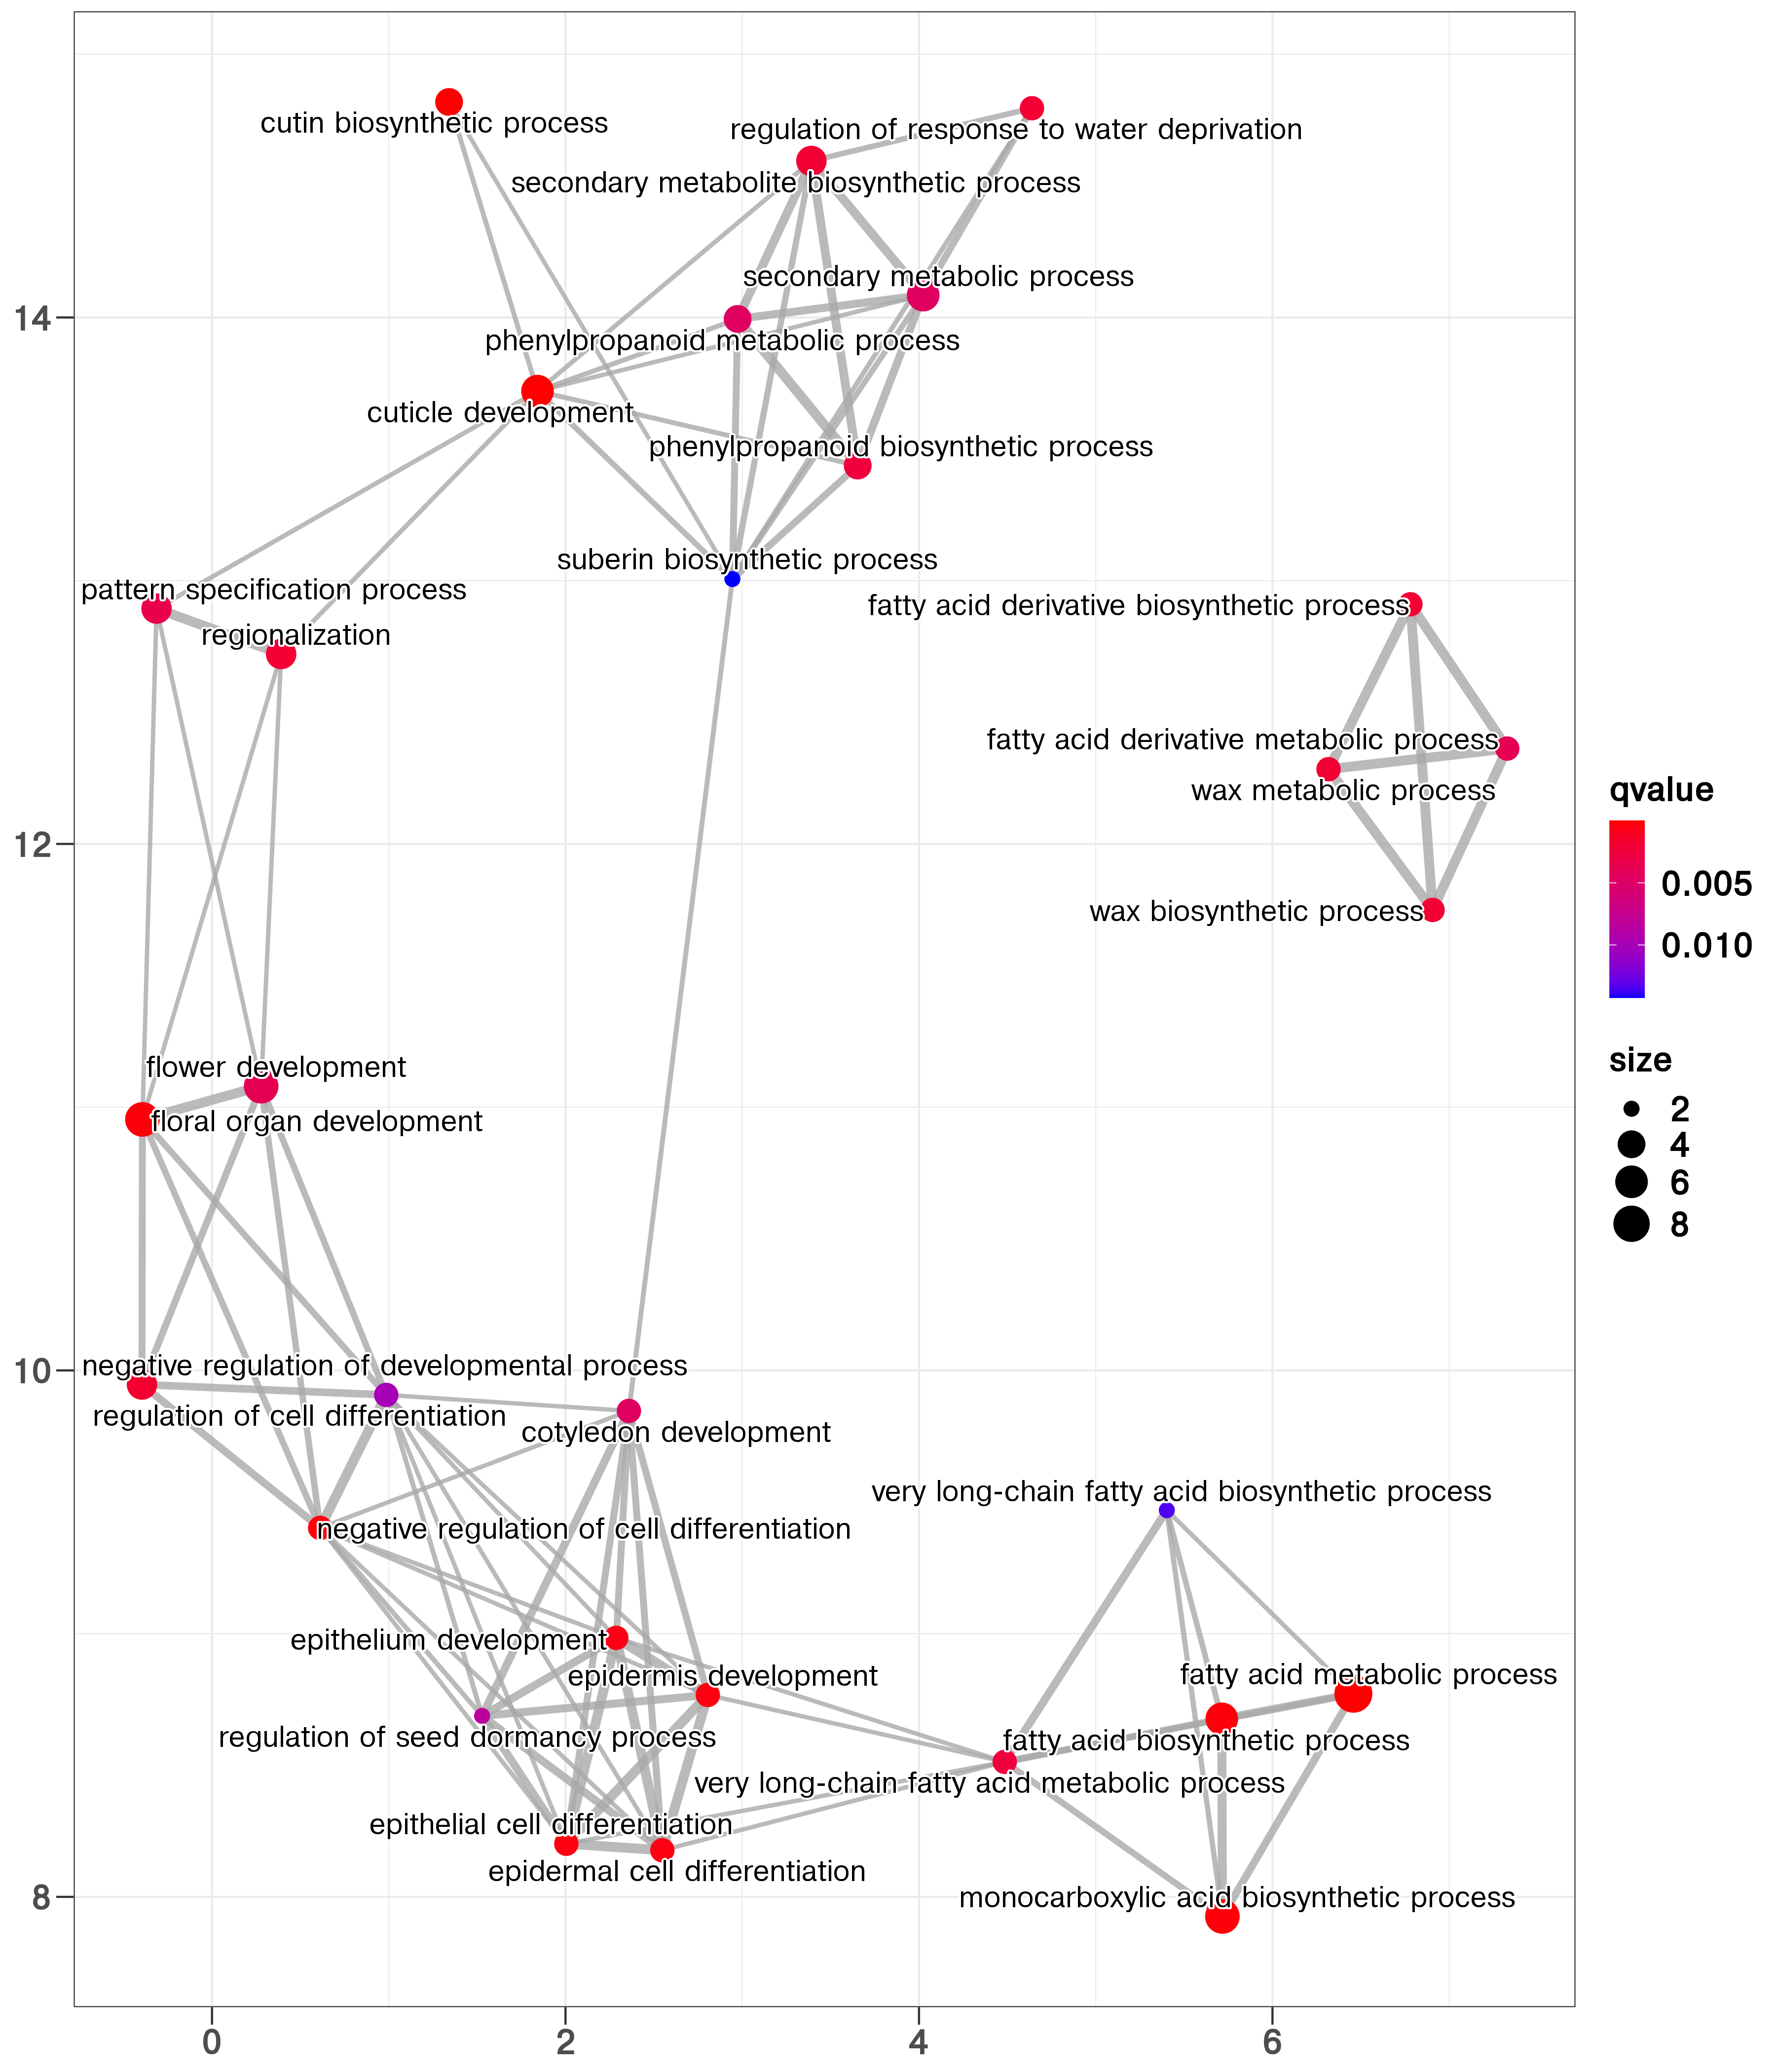 cutin biosynthetic process
regulation of response to water deprivation
secondary metabolite biosynthetic process
secondary metabolic process
14
phenylpropanoid metabolic process
cuticle development
phenylpropanoid biosynthetic process
suberin biosynthetic process
pattern specification process
fatty acid derivative biosynthetic process
regionalization
fatty acid derivative metabolic process
wax metabolic process
12
wax biosynthetic process
flower development
floral organ development
negative regulation of developmental process
10
regulation of cell differentiation
cotyledon development
very long-chain fatty acid biosynthetic process
negative regulation of cell differentiation
epithelium development
epidermis development
fatty acid metabolic process
regulation of seed dormancy process
fatty acid biosynthetic process
very long-chain fatty acid metabolic process
epithelial cell differentiation
epidermal cell differentiation
monocarboxylic acid biosynthetic process
8
0 2 4 6
qvalue
0.005
0.010
size
2
4
6
8